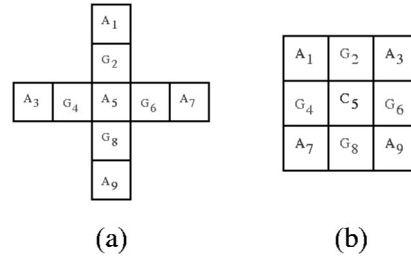 A1
G2
A3 G4 A5 G6 A7
G8
A9
(a)
A1 G2 A3
G4 C5 G6
A7 G8 A9
(b)